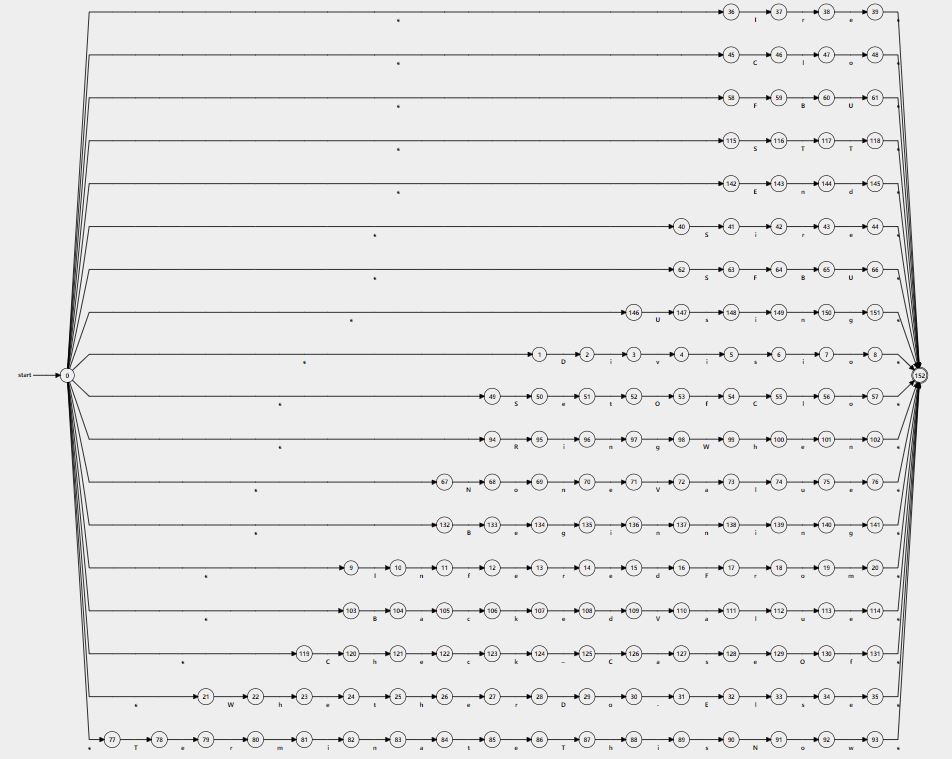 36 37 38 39
ε I r e ε
45 46 47 48
ε C l o ε
58 59 60 61
ε F B U ε
115 116 117 118
ε S T T ε
142 143 144 145
ε E n d ε
40 41 42 43 44
ε S i r e ε
62 63 64 65 66
ε S F B U ε
146 147 148 149 150 151
ε U s i n g ε
1 2 3 4 5 6 7 8
ε D i v i s i o ε
start 0 152
49 50 51 52 53 54 55 56 57
ε S e t O f C l o ε
94 95 96 97 98 99 100 101 102
ε R i n g W h e n ε
67 68 69 70 71 72 73 74 75 76
ε N o n e V a l u e ε
132 133 134 135 136 137 138 139 140 141
ε B e g i n n i n g ε
9 10 11 12 13 14 15 16 17 18 19 20
ε I n f e r e d F r o m ε
103 104 105 106 107 108 109 110 111 112 113 114
ε B a c k e d V a l u e ε
119 120 121 122 123 124 125 126 127 128 129 130 131
ε C h e c k – C a s e O f ε
21 22 23 24 25 26 27 28 29 30 31 32 33 34 35
ε W h e t h e r D o - E l s e ε
77 78 79 80 81 82 83 84 85 86 87 88 89 90 91 92 93
ε T e r m i n a t e T h i s N o w ε